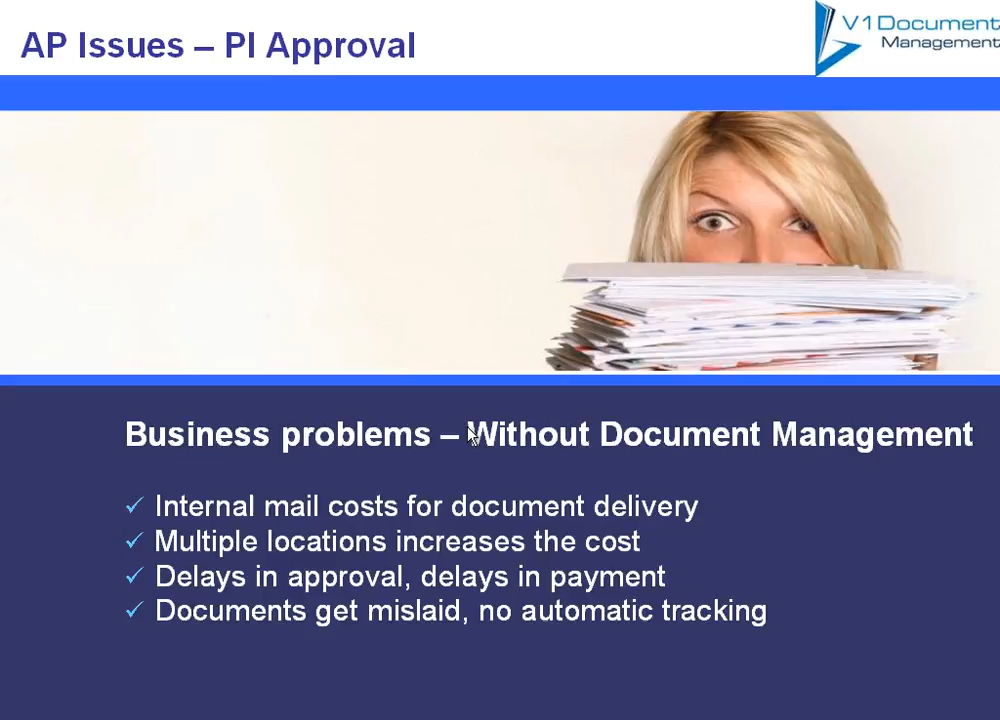 AP Issues – PI Approval
V1Document
Management
Business problems – Without Document Management
✓ Internal mail costs for document delivery
✓ Multiple locations increases the cost
✓ Delays in approval, delays in payment
✓ Documents get mislaid, no automatic tracking